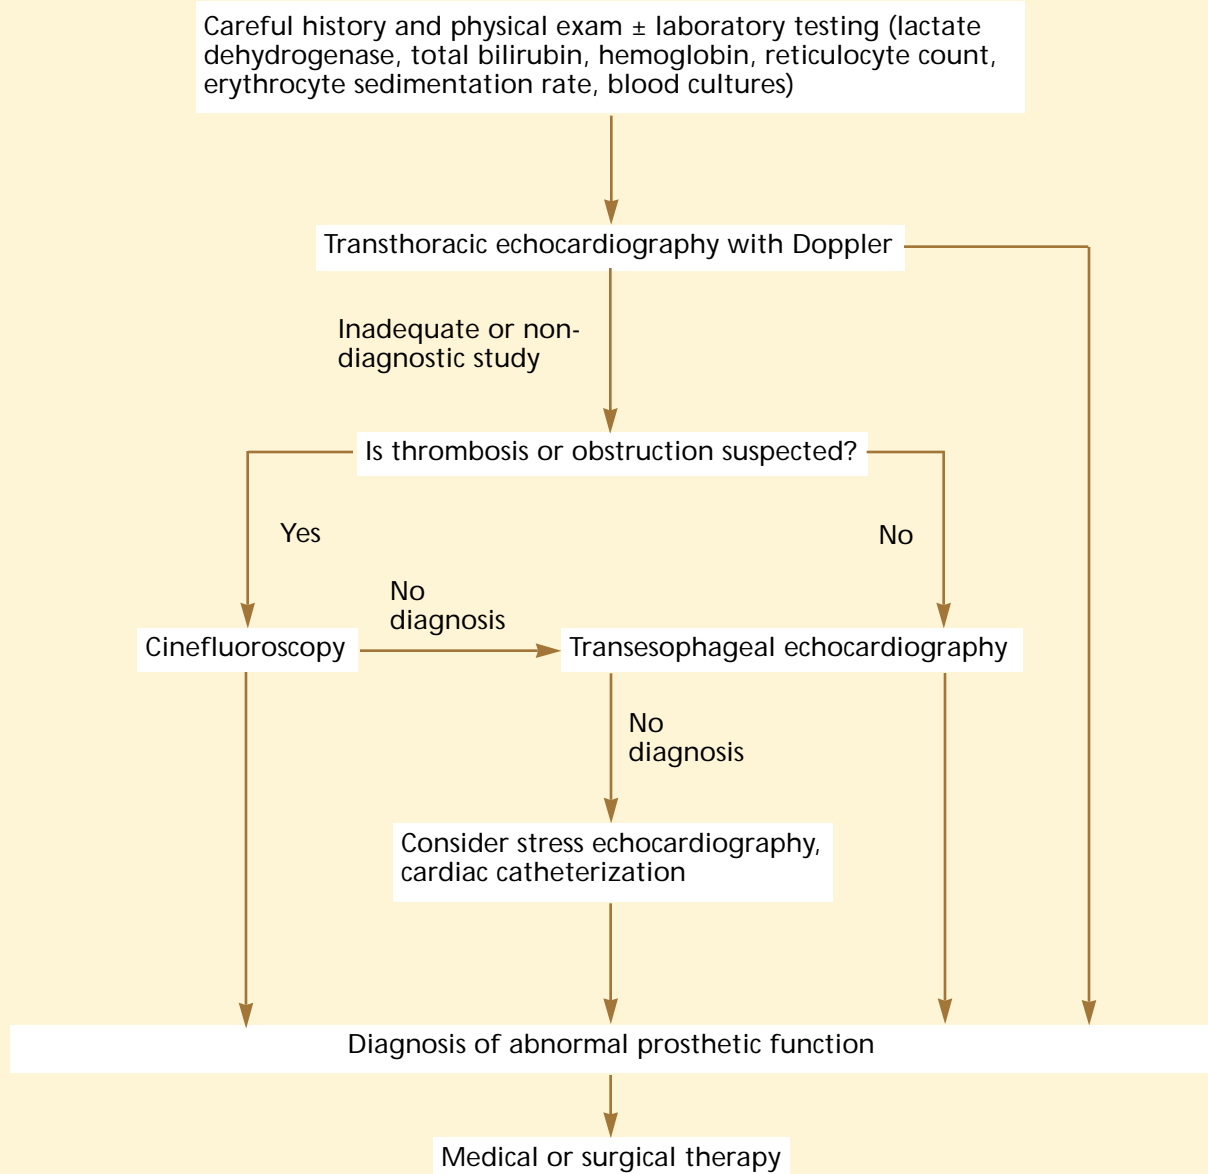 Careful history and physical exam ± laboratory testing (lactate
dehydrogenase, total bilirubin, hemoglobin, reticulocyte count,
erythrocyte sedimentation rate, blood cultures)
Transthoracic echocardiography with Doppler
Inadequate or non-
diagnostic study
Is thrombosis or obstruction suspected?
Yes
No
No
diagnosis
Cinefluoroscopy
Transesophageal echocardiography
No
diagnosis
Consider stress echocardiography,
cardiac catheterization
Diagnosis of abnormal prosthetic function
Medical or surgical therapy